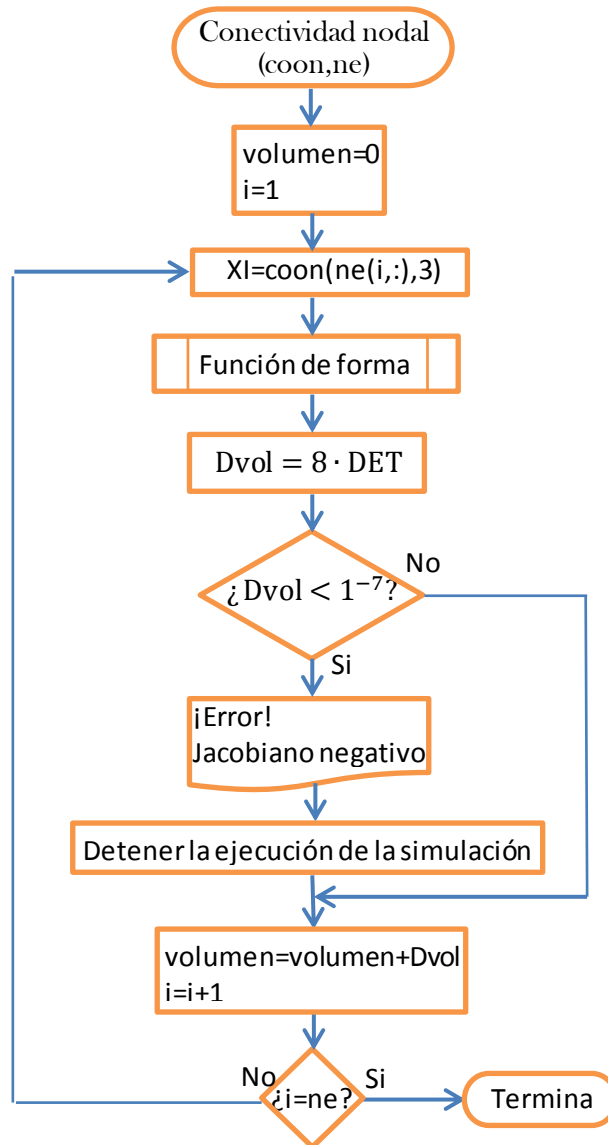 Conectividad nodal
(coon,ne)
volumen=0
i=1
XI=coon(ne(i,:),3)
Función de forma
Dvol = 8 · DET
¿Dvol < 1⁻⁷?
No
Si
¡Error!
Jacobiano negativo
Detener la ejecución de la simulación
volumen=volumen+Dvol
i=i+1
No
¿i=ne?
Si
Termina